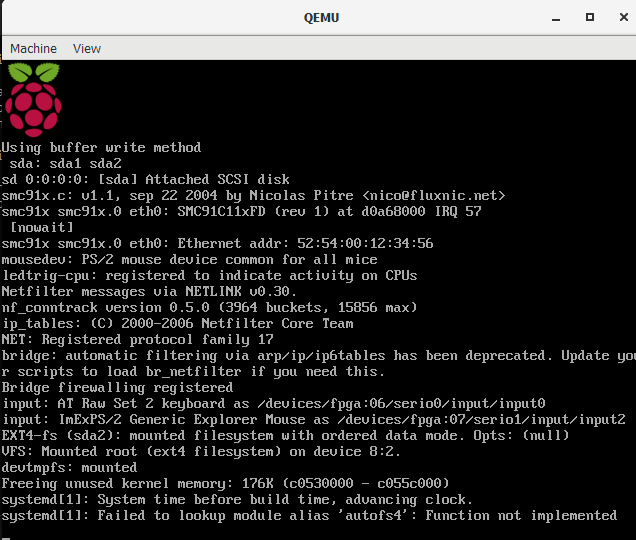 QEMU
Machine View
Using buffer write method
sda: sda1 sda2
sd 0:0:0:0: [sda] Attached SCSI disk
smc91x.c: v1.1, sep 22 2004 by Nicolas Pitre <nico@fluxnic.net>
smc91x smc91x.0 eth0: SMC91C11xFD (rev 1) at d0a68000 IRQ 57
[nowait]
smc91x smc91x.0 eth0: Ethernet addr: 52:54:00:12:34:56
mousedev: PS/2 mouse device common for all mice
ledtrig-cpu: registered to indicate activity on CPUs
Netfilter messages via NETLINK v0.30.
nf_conntrack version 0.5.0 (3964 buckets, 15856 max)
ip_tables: (C) 2000-2006 Netfilter Core Team
NET: Registered protocol family 17
bridge: automatic filtering via arp/ip/ip6tables has been deprecated. Update you
r scripts to load br_netfilter if you need this.
Bridge firewalling registered
input: AT Raw Set 2 keyboard as /devices/fpga:06/serio0/input/input0
input: ImExPS/2 Generic Explorer Mouse as /devices/fpga:07/serio1/input/input2
EXT4-fs (sda2): mounted filesystem with ordered data mode. Opts: (null)
VFS: Mounted root (ext4 filesystem) on device 8:2.
devtmpfs: mounted
Freeing unused kernel memory: 176K (c0530000 - c055c000)
systemd[1]: System time before build time, advancing clock.
systemd[1]: Failed to lookup module alias 'autofs4': Function not implemented